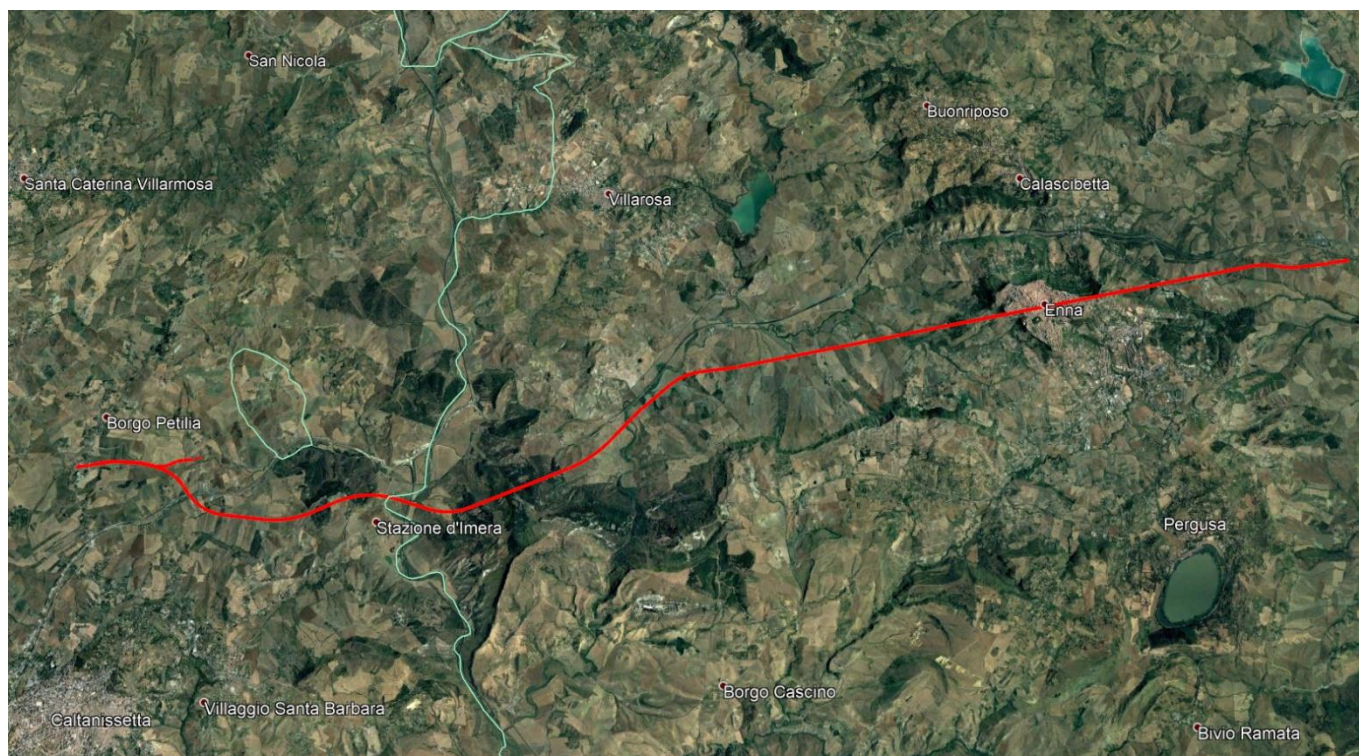 San Nicola
Buonriposo
Santa Caterina Villarmosa
Calascibetta
Villarosa
Enna
Borgo Petilia
Stazione d'Imera
Pergusa
Borgo Cascino
Villaggio Santa Barbara
Caltanissetta
Bivio Ramata